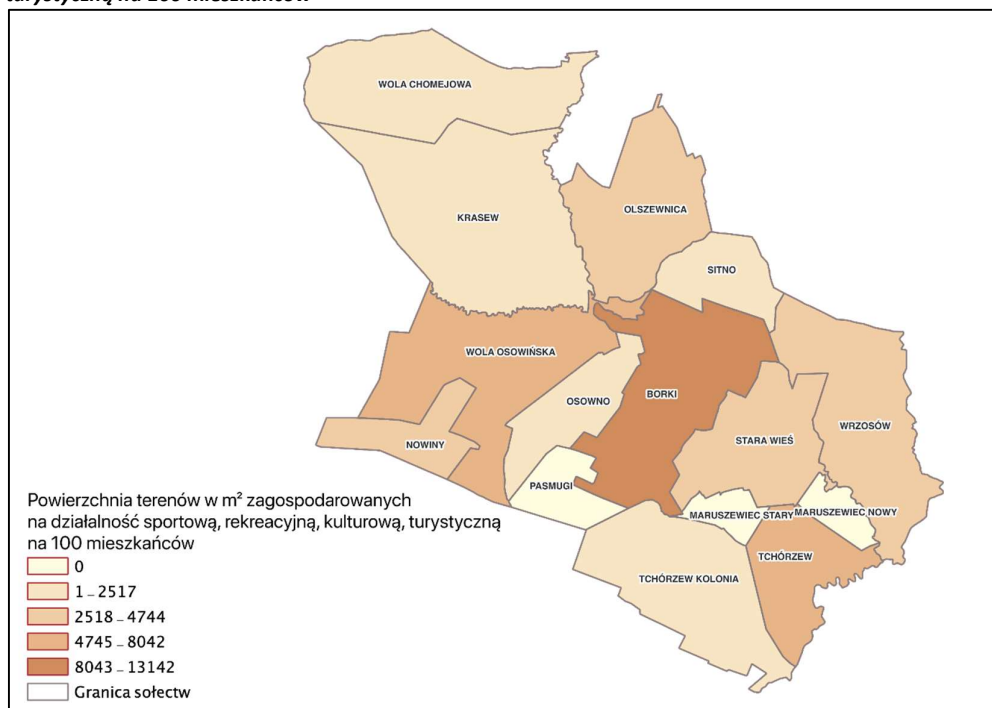 turystyczną na 100 mieszkańców
WOLA CHOMEJOWA
OLSZEWNICA
KRASEW
SITNO
WOLA OSOWIŃSKA
BORKI
OSOWNO
WRZOSÓW
STARA WIEŚ
NOWINY
PASMUGI
MARUSZEWIEC STARY
MARUSZEWIEC NOWY
TCHÓRZEW
TCHÓRZEW KOLONIA
Powierzchnia terenów w m² zagospodarowanych
na działalność sportową, rekreacyjną, kulturową, turystyczną
na 100 mieszkańców
0
1 – 2517
2518 – 4744
4745 – 8042
8043 – 13142
Granica sołectw